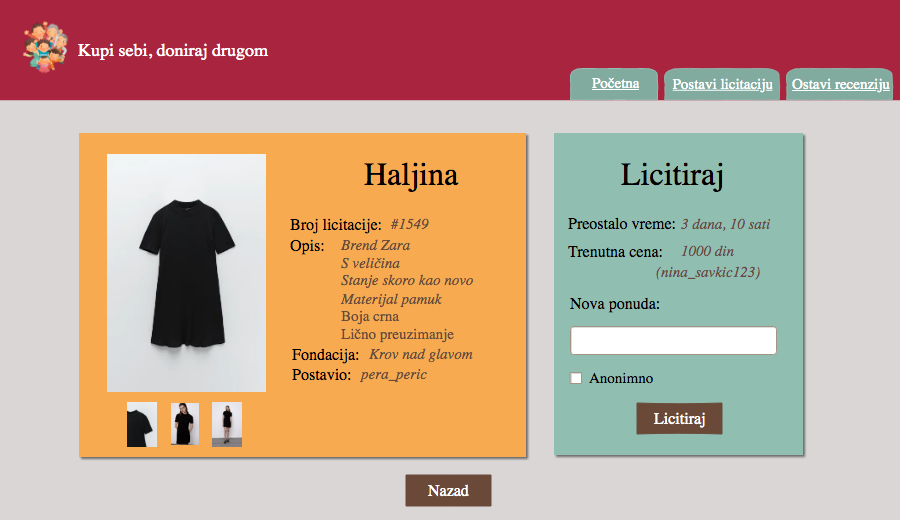 Kupi sebi, doniraj drugom
Početna
Postavi licitaciju
Ostavi recenziju
Haljina
Broj licitacije: #1549
Opis: Brend Zara
S veličina
Stanje skoro kao novo
Materijal pamuk
Boja crna
Lično preuzimanje
Fondacija: Krov nad glavom
Postavio: pera_peric
Licitiraj
Preostalo vreme: 3 dana, 10 sati
Trenutna cena: 1000 din
(nina_savkic123)
Nova ponuda:
Anonimno
Licitiraj
Nazad